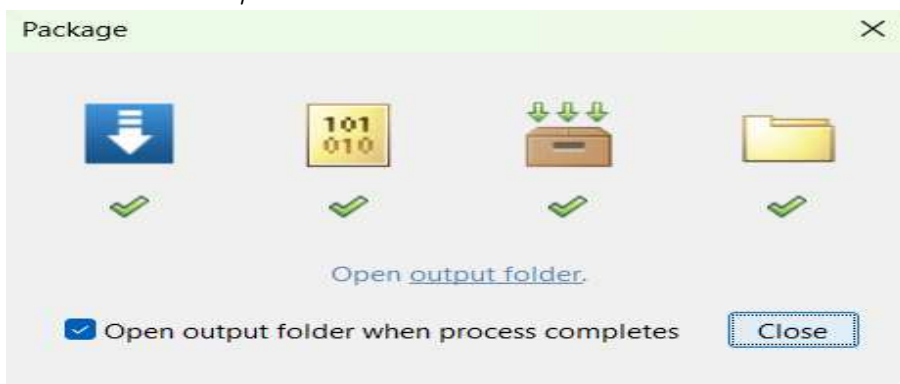 Package
101
010
Open output folder.
Open output folder when process completes
Close